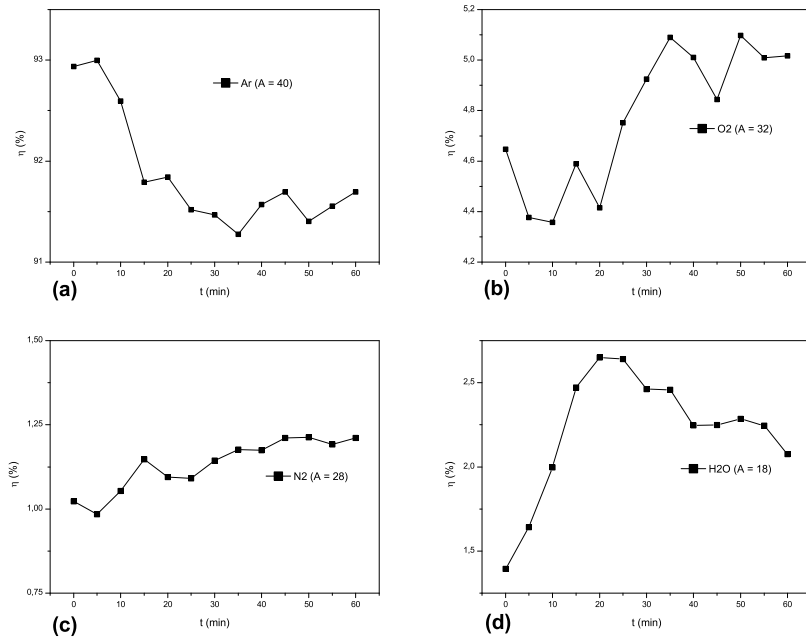 93
92
91
η (%)
Ar (A = 40)
0 10 20 30 40 50 60
t (min)
(a)
5,2
5,0
4,8
4,6
4,4
4,2
η (%)
O2 (A = 32)
0 10 20 30 40 50 60
t (min)
(b)
1,50
1,25
1,00
0,75
η (%)
N2 (A = 28)
0 10 20 30 40 50 60
t (min)
(c)
2,5
2,0
1,5
η (%)
H2O (A = 18)
0 10 20 30 40 50 60
t (min)
(d)